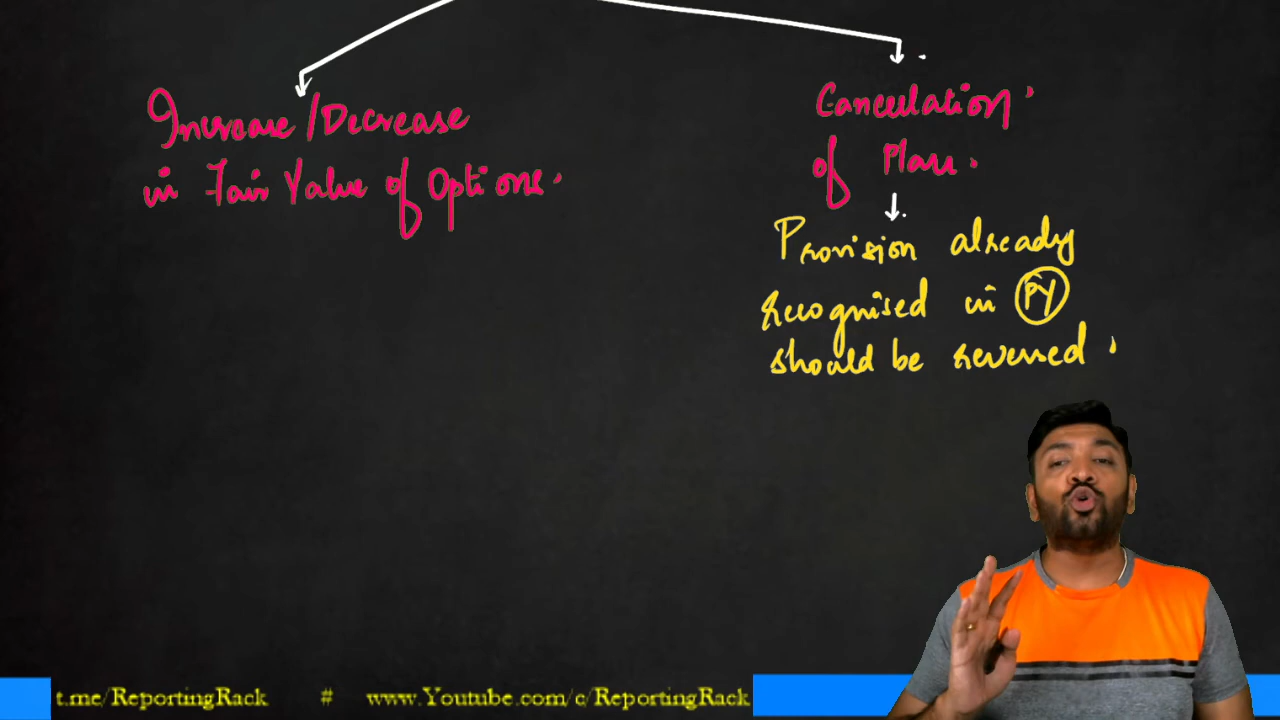 Increase/Decrease
in Fair Value of Options.
Cancellation
of Plan.
Provision already
recognised in PY
should be reversed.
t.me/ReportingRack # www.Youtube.com/c/ReportingRack